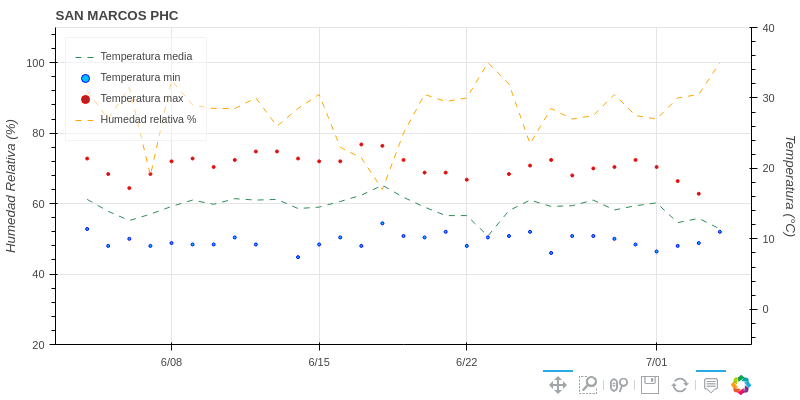 SAN MARCOS PHC
Temperatura media
Temperatura min
Temperatura max
Humedad relativa %
Humedad Relativa (%)
100
80
60
40
20
40
30
20
10
0
Temperatura (°C)
6/08
6/15
6/22
7/01